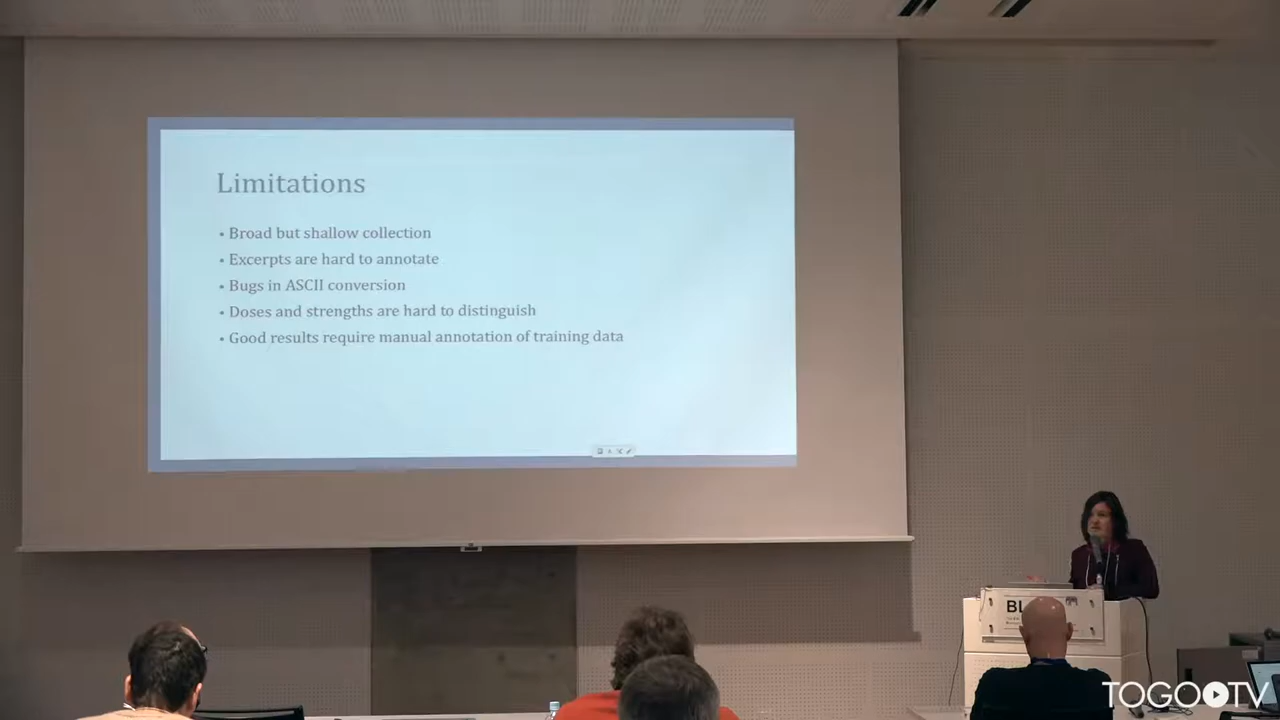 Limitations
• Broad but shallow collection
• Excerpts are hard to annotate
• Bugs in ASCII conversion
• Doses and strengths are hard to distinguish
• Good results require manual annotation of training data
BL
TOGOTV